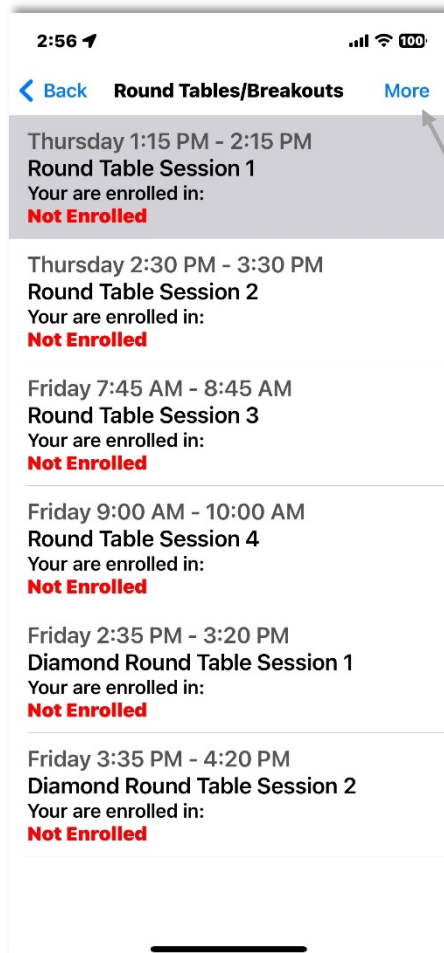 2:56
100
Back Round Tables/Breakouts More
Thursday 1:15 PM - 2:15 PM
Round Table Session 1
Your are enrolled in:
Not Enrolled
Thursday 2:30 PM - 3:30 PM
Round Table Session 2
Your are enrolled in:
Not Enrolled
Friday 7:45 AM - 8:45 AM
Round Table Session 3
Your are enrolled in:
Not Enrolled
Friday 9:00 AM - 10:00 AM
Round Table Session 4
Your are enrolled in:
Not Enrolled
Friday 2:35 PM - 3:20 PM
Diamond Round Table Session 1
Your are enrolled in:
Not Enrolled
Friday 3:35 PM - 4:20 PM
Diamond Round Table Session 2
Your are enrolled in:
Not Enrolled